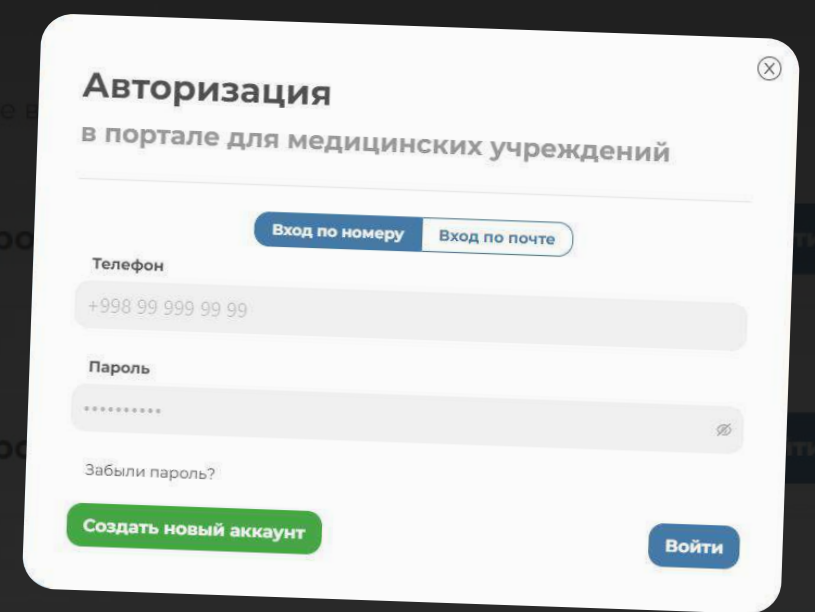 Авторизация
в портале для медицинских учреждений
Вход по номеру
Вход по почте
Телефон
+998 99 999 99 99
Пароль
••••••••••
Забыли пароль?
Создать новый аккаунт
Войти